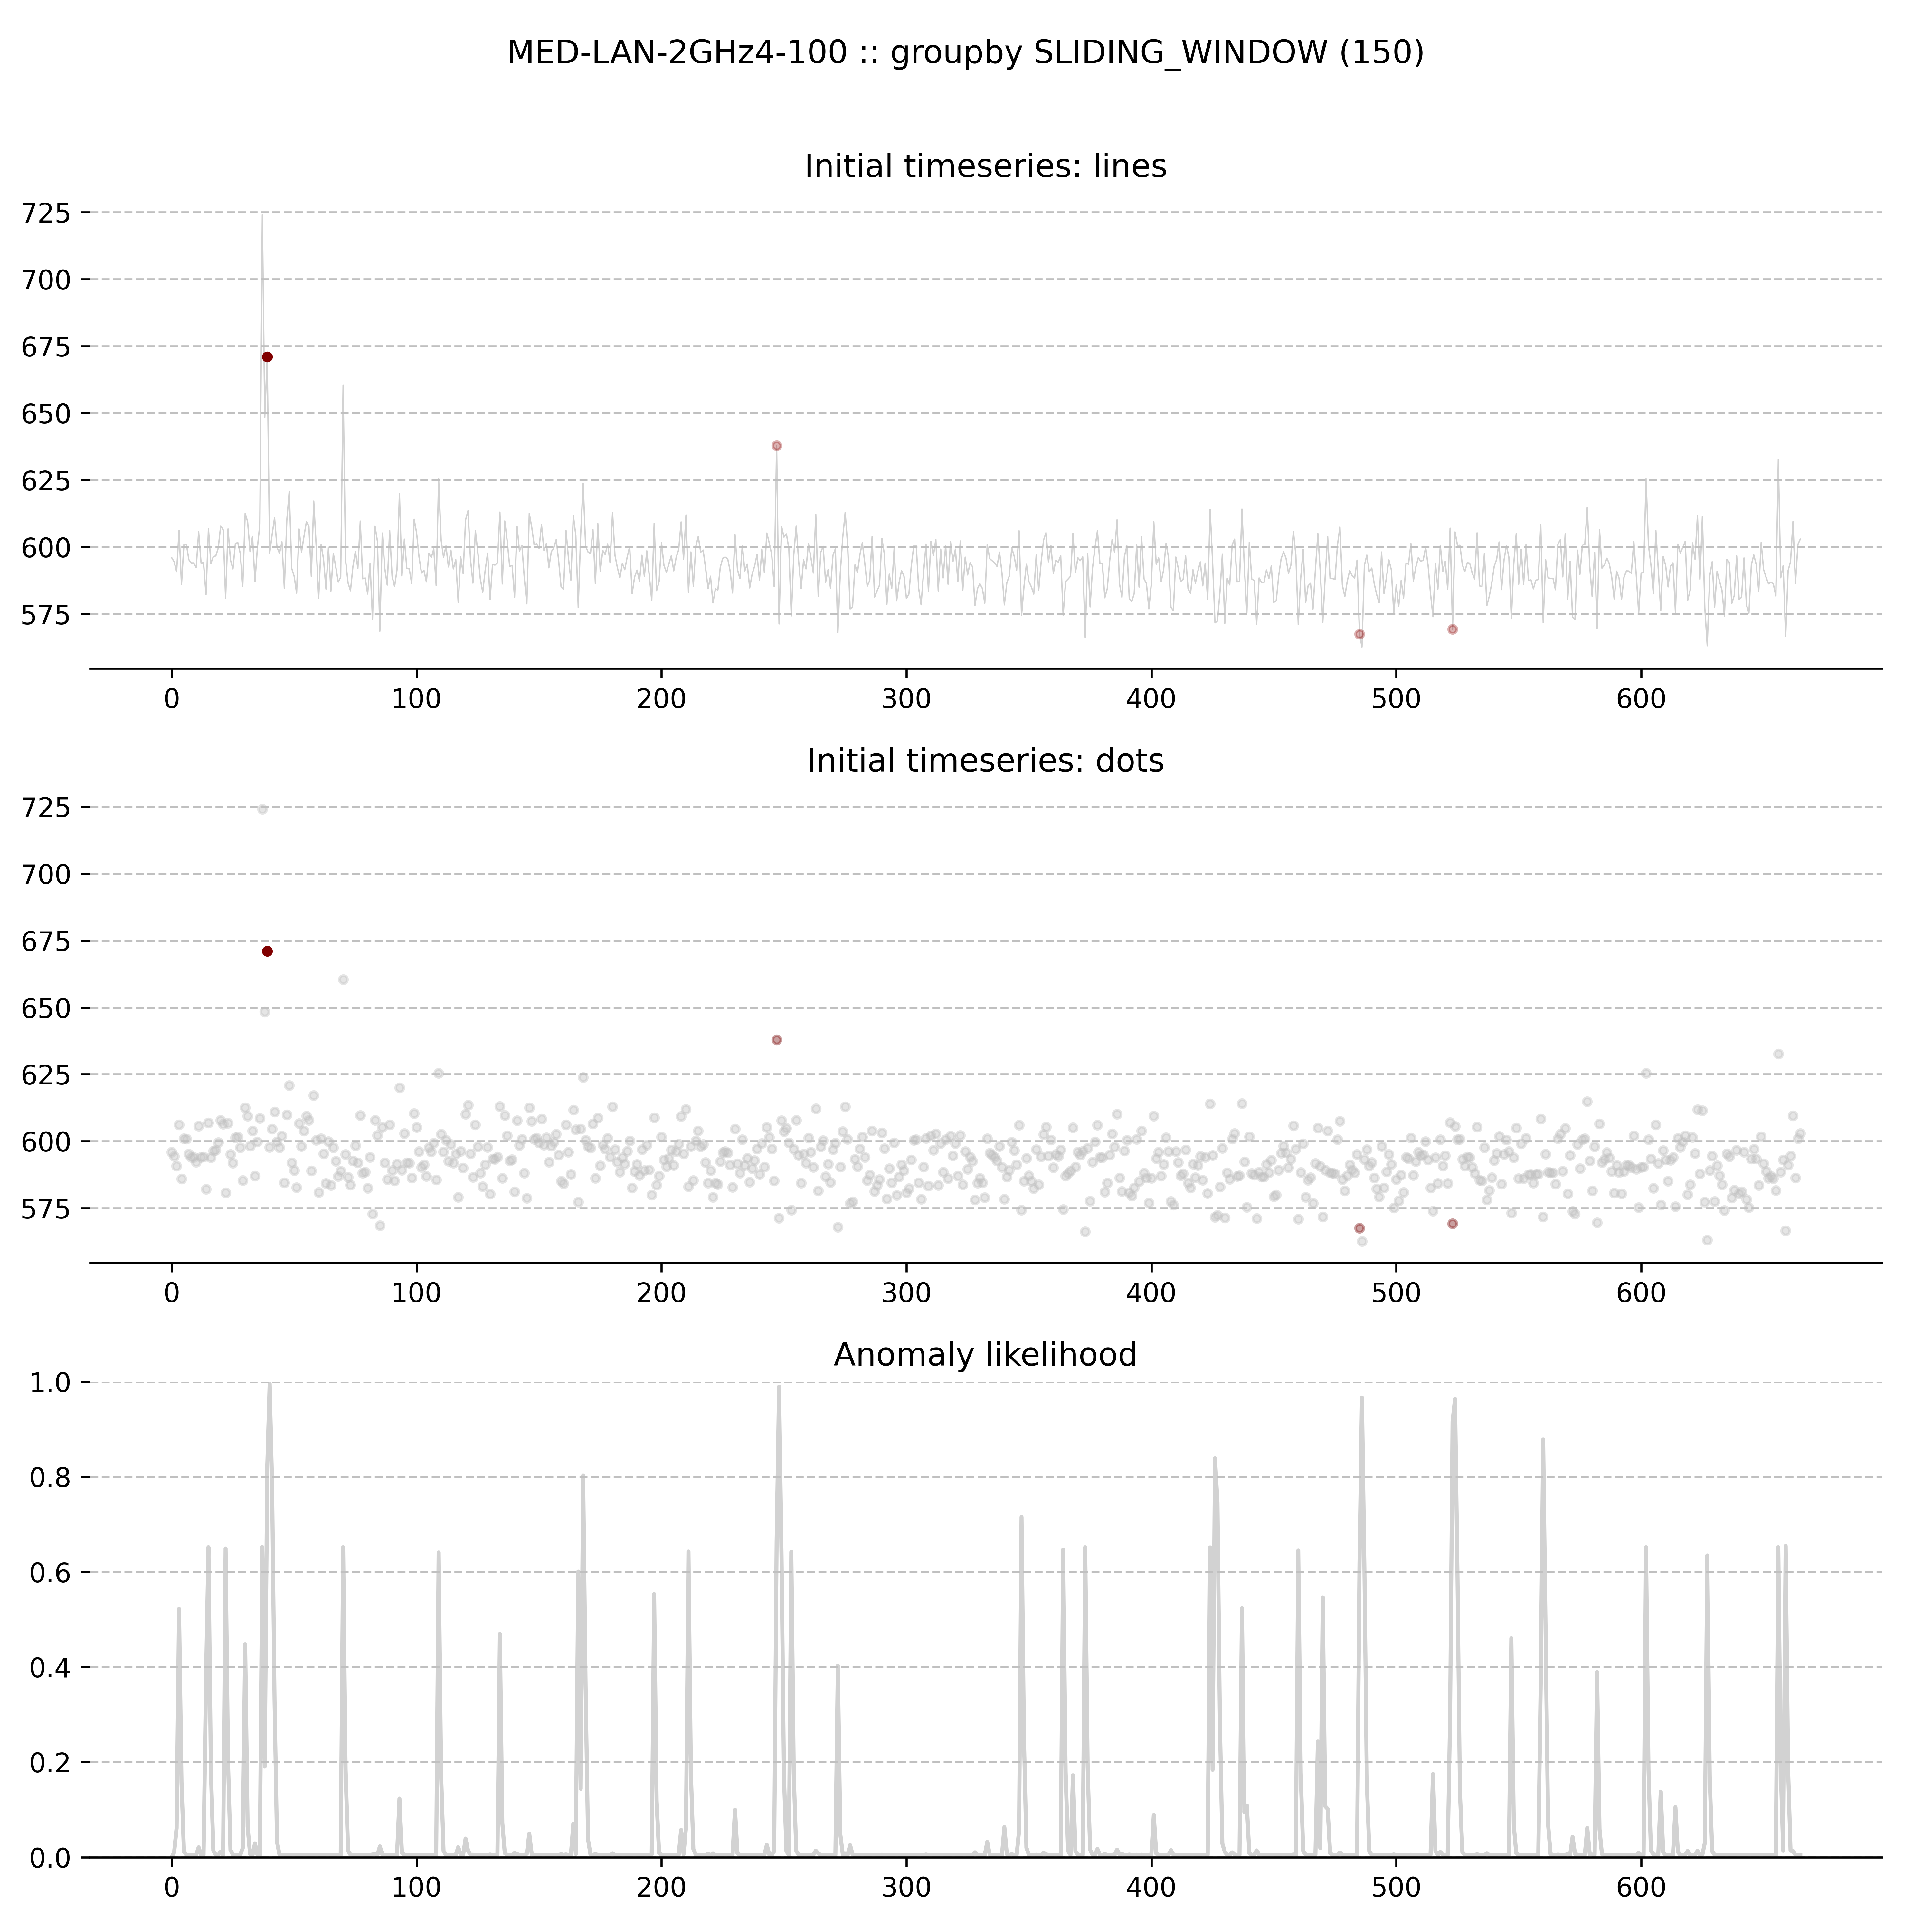 MED-LAN-2GHz4-100 :: groupby SLIDING_WINDOW (150)
Initial timeseries: lines
725
700
675
650
625
600
575
0 100 200 300 400 500 600
Initial timeseries: dots
725
700
675
650
625
600
575
0 100 200 300 400 500 600
Anomaly likelihood
1.0
0.8
0.6
0.4
0.2
0.0
0 100 200 300 400 500 600